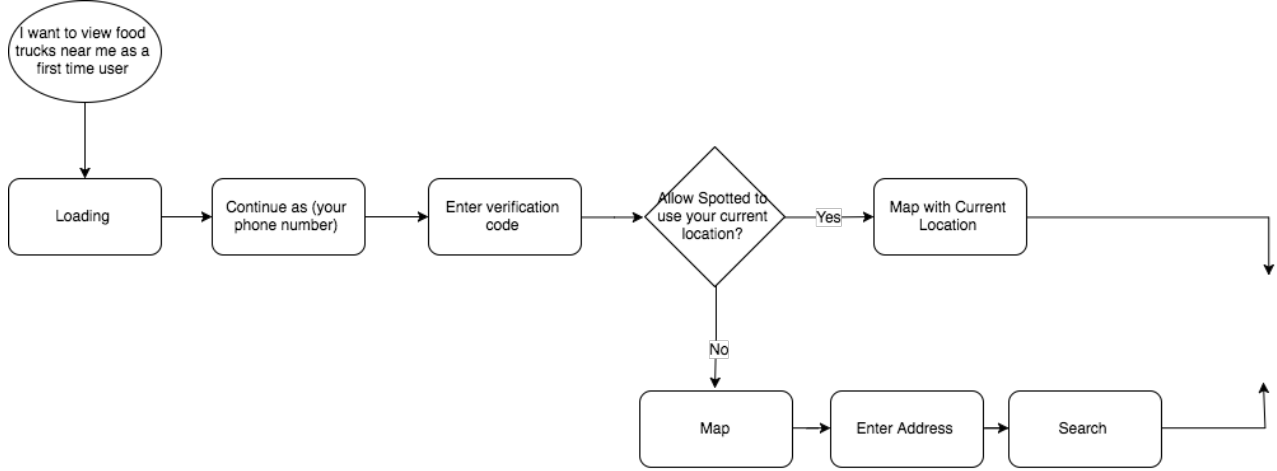 I want to view food
trucks near me as a
first time user
Loading
Continue as (your
phone number)
Enter verification
code
Allow Spotted to
use your current
location?
Yes
Map with Current
Location
No
Map
Enter Address
Search